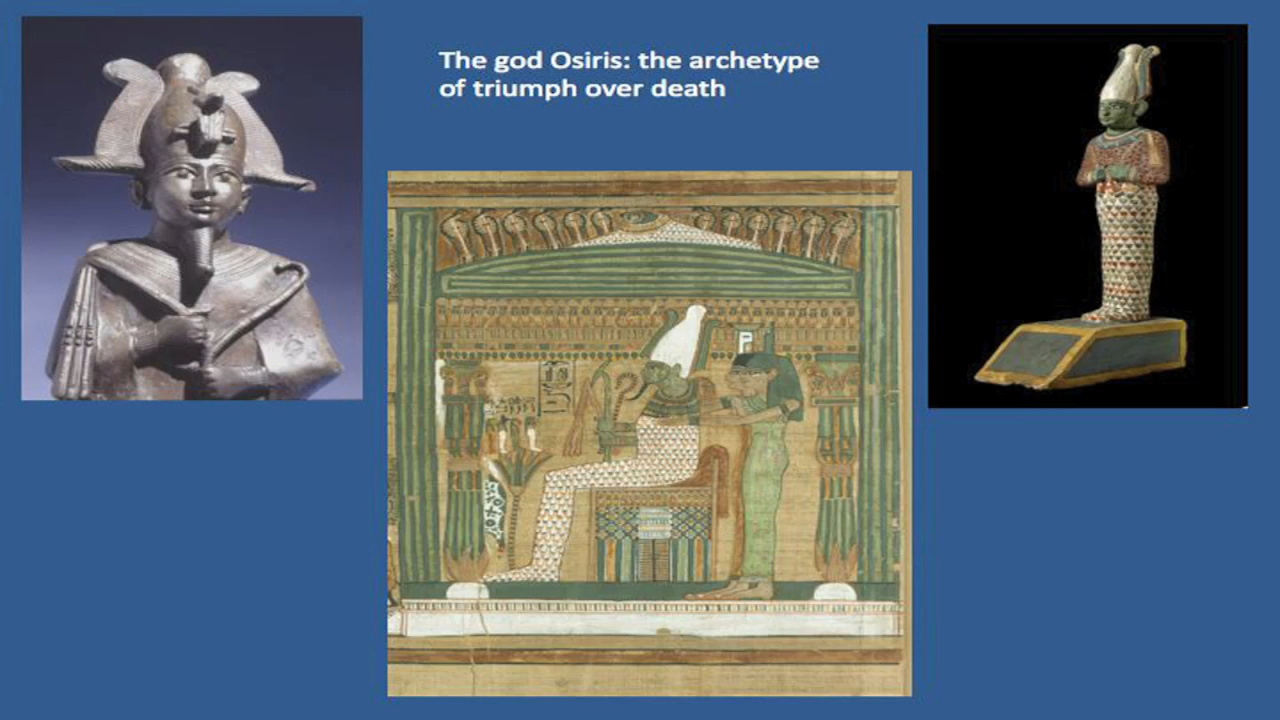 The god Osiris: the archetype
of triumph over death